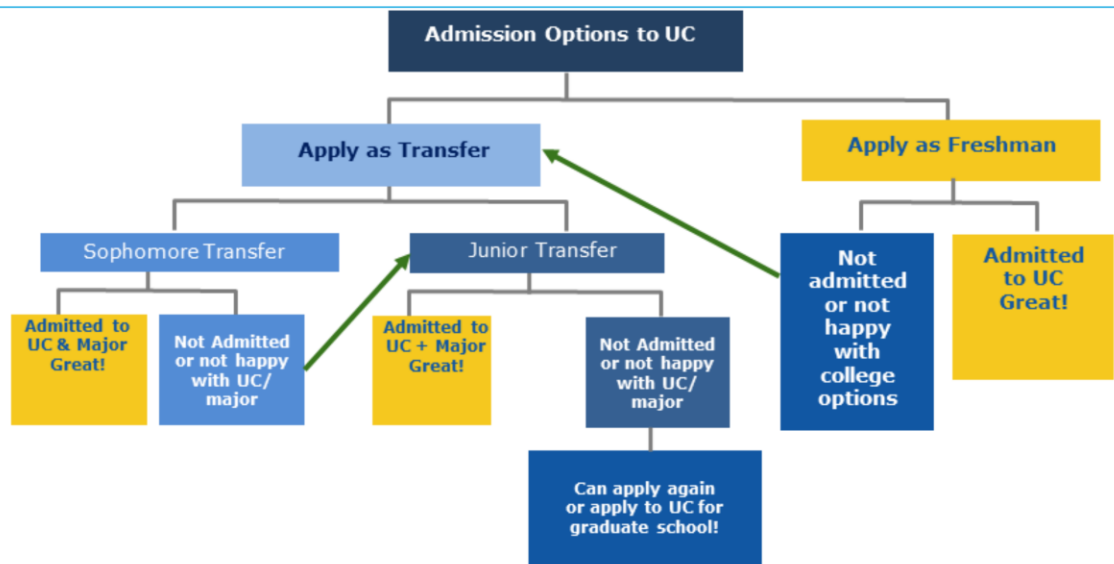 Admission Options to UC
Apply as Transfer
Apply as Freshman
Sophomore Transfer
Junior Transfer
Not
admitted
or not
happy
with
college
options
Admitted
to UC
Great!
Admitted to
UC & Major
Great!
Not Admitted
or not happy
with UC/
major
Admitted to
UC + Major
Great!
Not Admitted
or not happy
with UC/
major
Can apply again
or apply to UC for
graduate school!